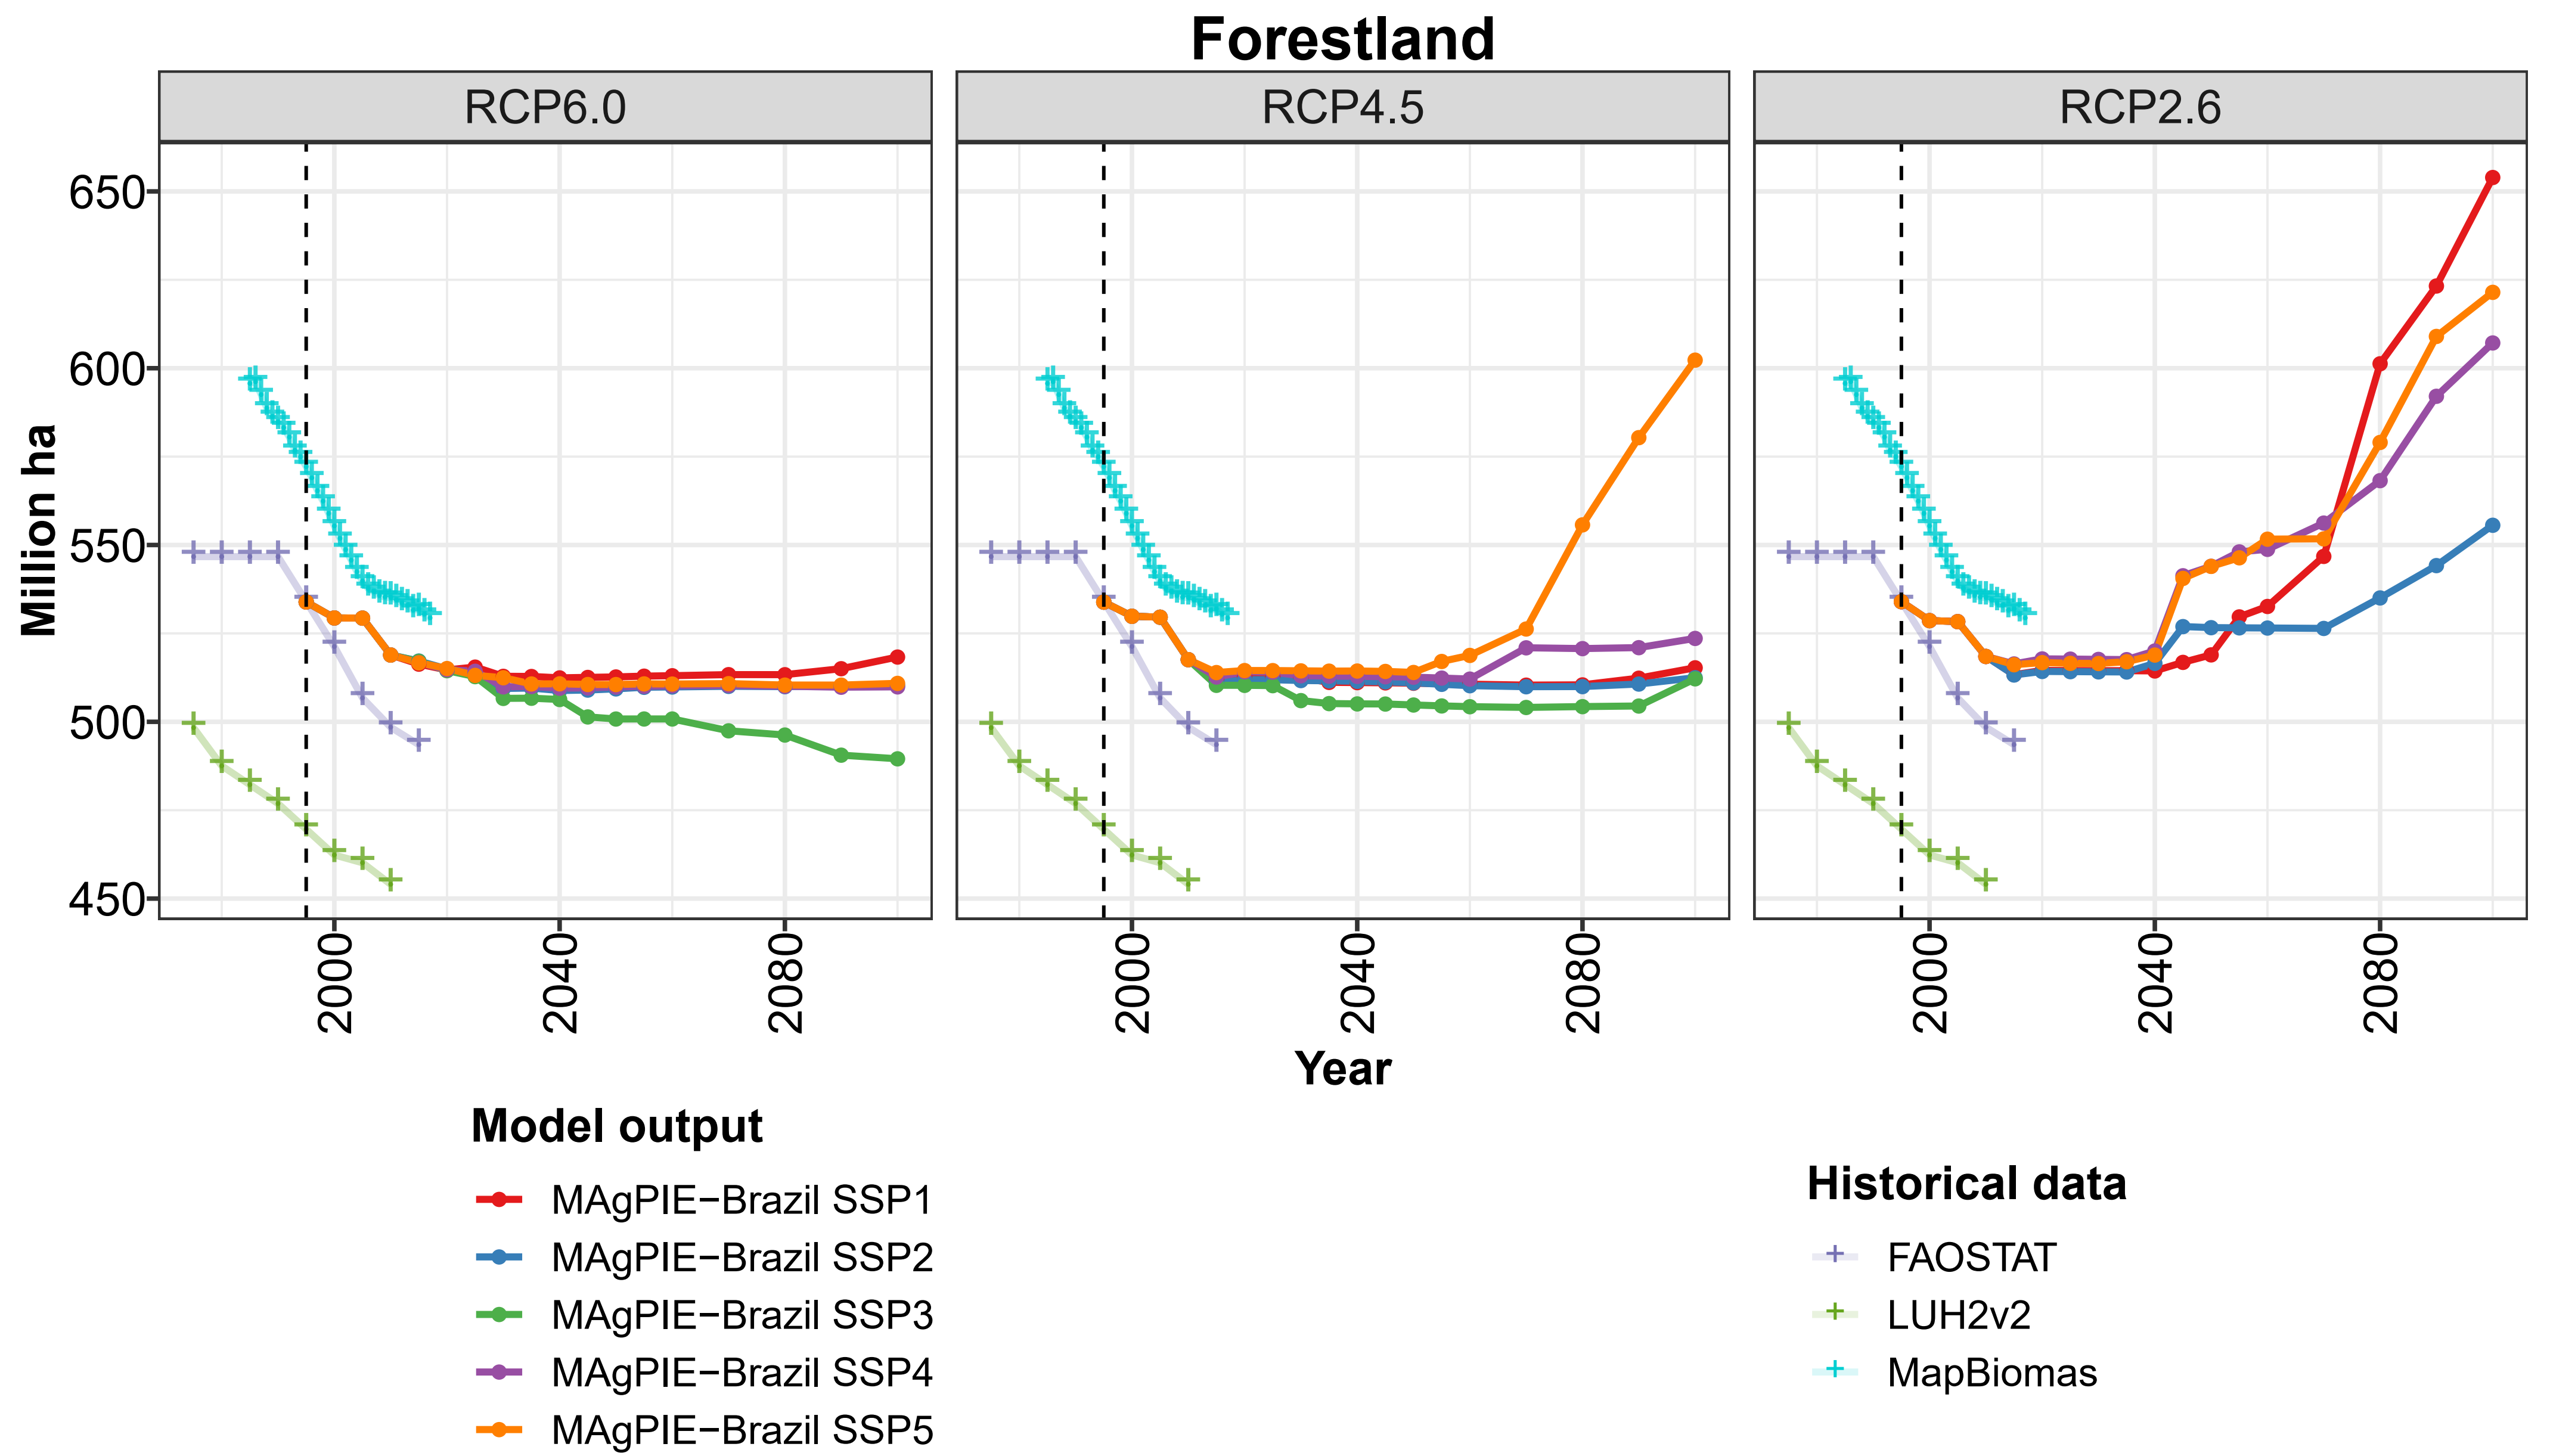 Forestland
RCP6.0
RCP4.5
RCP2.6
Million ha
650
600
550
500
450
2000
2040
2080
2000
2040
2080
2000
2040
2080
Year
Model output
MAgPIE−Brazil SSP1
MAgPIE−Brazil SSP2
MAgPIE−Brazil SSP3
MAgPIE−Brazil SSP4
MAgPIE−Brazil SSP5
Historical data
FAOSTAT
LUH2v2
MapBiomas